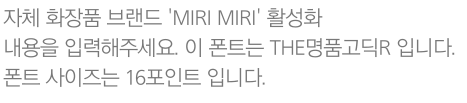 자체 화장품 브랜드 'MIRI MIRI' 활성화
내용을 입력해주세요. 이 폰트는 THE명품고딕R 입니다.
폰트 사이즈는 16포인트 입니다.